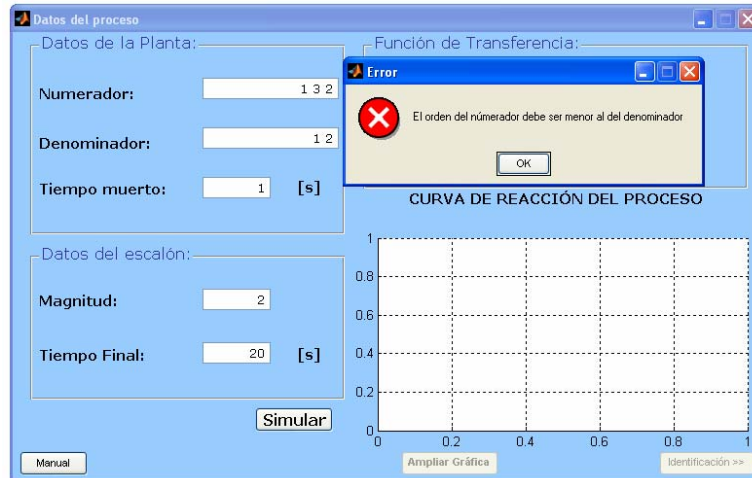 Datos del proceso
Datos de la Planta:
Numerador:
1 3 2
Denominador:
1 2
Tiempo muerto:
1
[s]
Datos del escalón:
Magnitud:
2
Tiempo Final:
20
[s]
Simular
Manual
Función de Transferencia:
Error
El orden del númerador debe ser menor al del denominador
OK
CURVA DE REACCIÓN DEL PROCESO
1
0.8
0.6
0.4
0.2
0
0 0.2 0.4 0.6 0.8 1
Ampliar Gráfica
Identificación >>